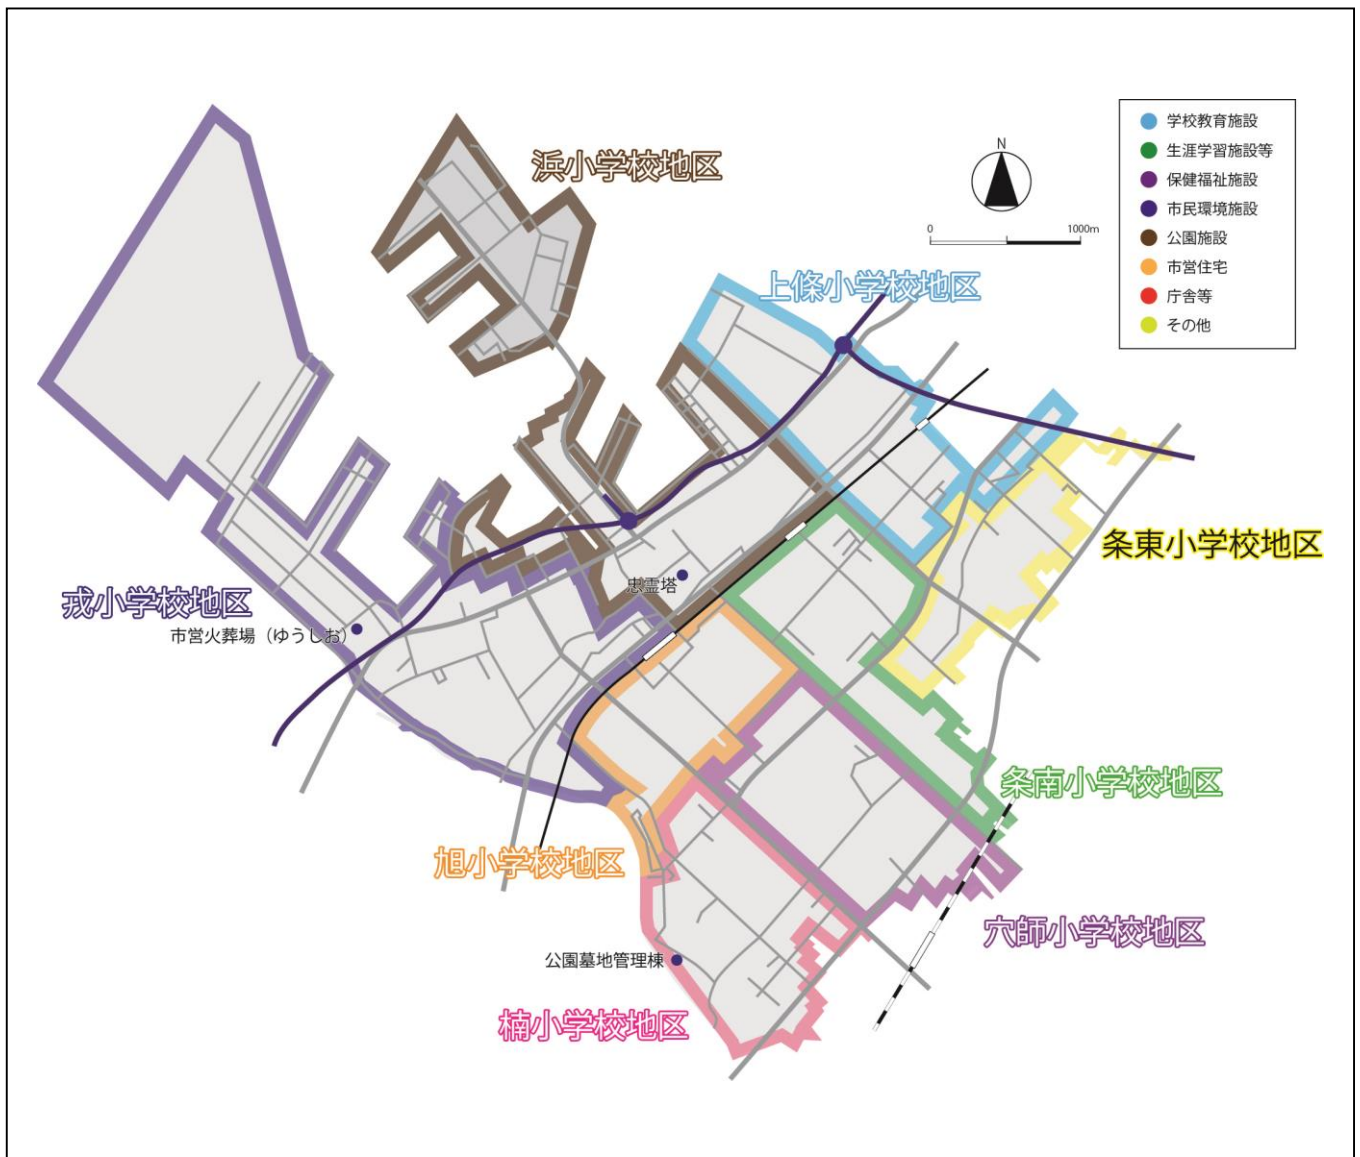 浜小学校地区
N
0 1000m
学校教育施設
生涯学習施設等
保健福祉施設
市民環境施設
公園施設
市営住宅
庁舎等
その他
上條小学校地区
条東小学校地区
忠霊塔
戎小学校地区
市営火葬場（ゆうしお）
条南小学校地区
旭小学校地区
穴師小学校地区
公園墓地管理棟
楠小学校地区